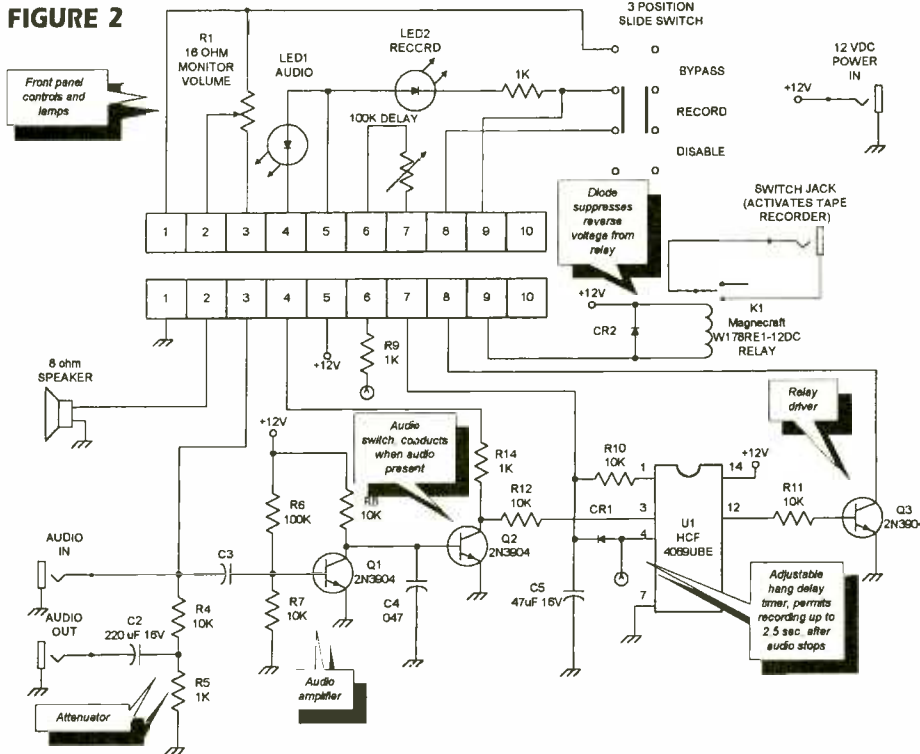 FIGURE 2
3 POSITION
SLIDE SWITCH
R1
16 OHM
MONITOR
VOLUME
LED1
AUDIO
LED2
RECCRD
1K
100K DELAY
BYPASS
RECORD
DISABLE
12 VDC
POWER
IN
+12V
Front panel
controls and
lamps
Diode
suppresses
reverse
voltage from
relay
SWITCH JACK
(ACTIVATES TAPE
RECORDER)
1 2 3 4 5 6 7 8 9 10
1 2 3 4 5 6 7 8 9 10
+12V
CR2
K1
Magnecraft
W178RE1-12DC
RELAY
8 ohm
SPEAKER
+12V
R9
1K
A
Relay
driver
+12V
Audio
switch, conducts
when audio
present
R14
1K
R10
10K
1
14
+12V
R6
100K
10K
R12
10K
CR1
3
U1
HCF
4069UBE
12
R11
10K
Q3
2N3904
4
7
A
AUDIO
IN
C3
Q1
2N3904
Q2
2N3904
C4
047
C5
47uF 16V
Adjustable
hang delay
timer, permits
recording up to
2.5 sec. after
audio stops
AUDIO
OUT
C2
220 uF 16V
R4
10K
R7
10K
R5
1K
Attenuator
Audio
amplifier